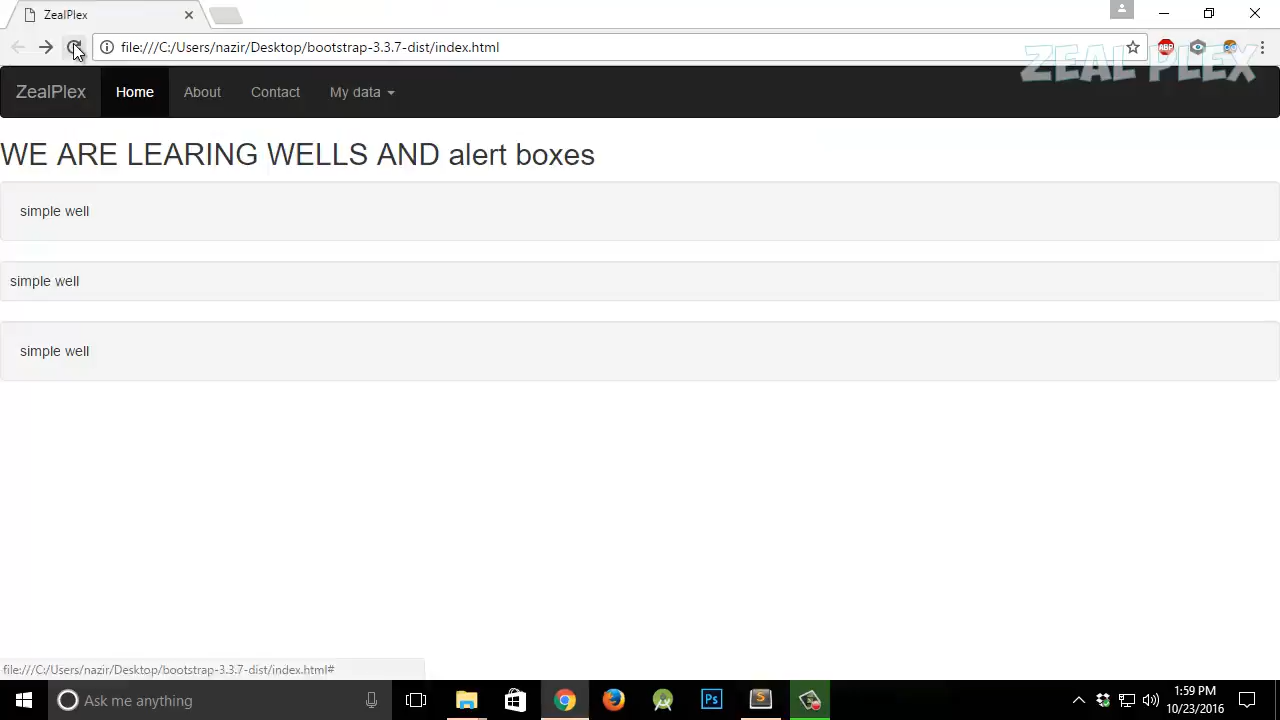 ZealPlex
file:///C:/Users/nazir/Desktop/bootstrap-3.3.7-dist/index.html
ABP
ZEAL PLEX
ZealPlex Home About Contact My data
WE ARE LEARING WELLS AND alert boxes
simple well
simple well
simple well
file:///C:/Users/nazir/Desktop/bootstrap-3.3.7-dist/index.html#
Ask me anything
Ps
S
1:59 PM
10/23/2016